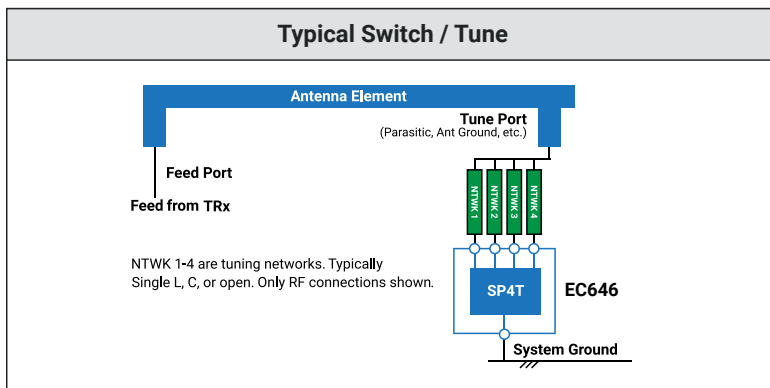 Typical Switch / Tune
Antenna Element
Tune Port
(Parasitic, Ant Ground, etc.)
Feed Port
Feed from TRx
NTWK 1
NTWK 2
NTWK 3
NTWK 4
NTWK 1-4 are tuning networks. Typically
Single L, C, or open. Only RF connections shown.
SP4T
EC646
System Ground